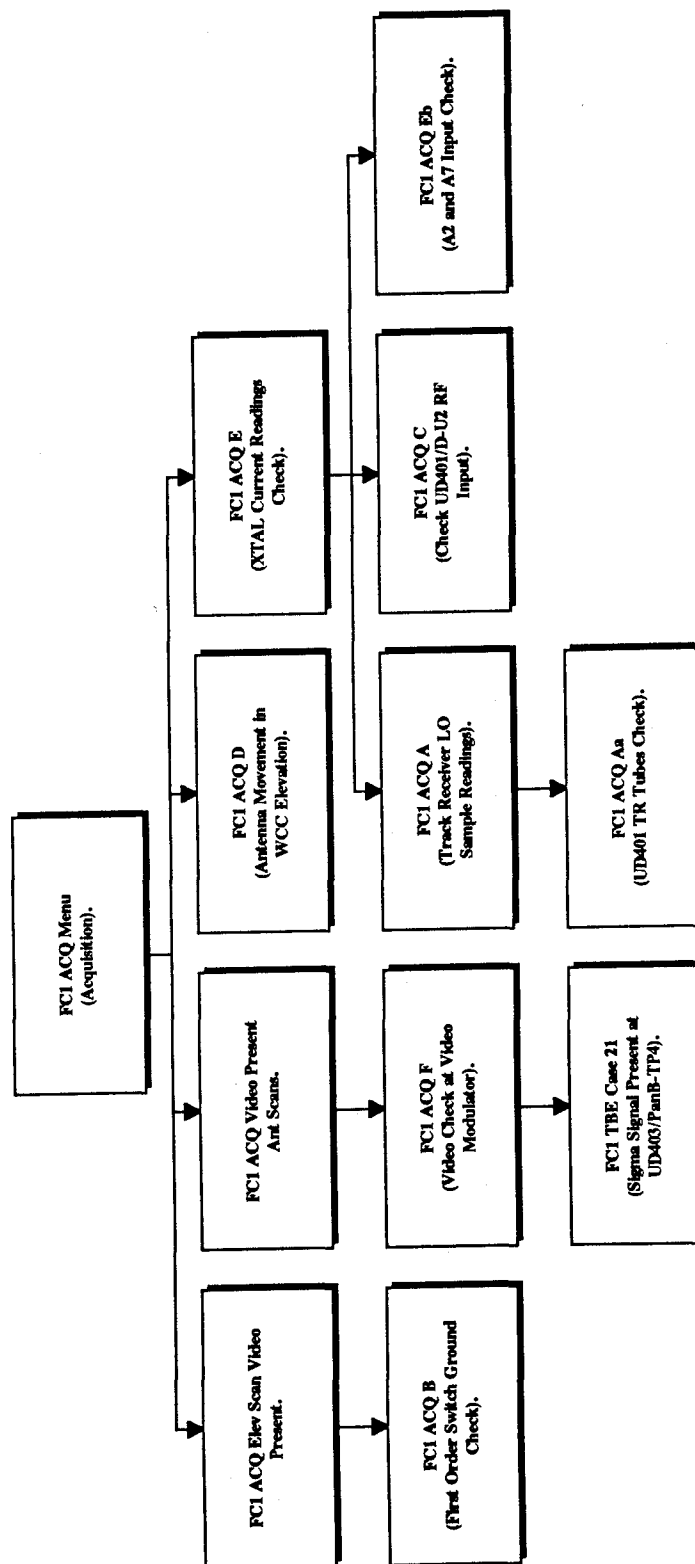 FC1 ACQ Menu
(Acquisition).
FC1 ACQ Elev Scan Video
Present.
FC1 ACQ Video Present
Ant Scans.
FC1 ACQ D
(Antenna Movement in
WCC Elevation).
FC1 ACQ E
(XTAL Current Readings
Check).
FC1 ACQ B
(First Order Switch Ground
Check).
FC1 ACQ F
(Video Check at Video
Modulator).
FC1 ACQ A
(Track Receiver LO
Sample Readings).
FC1 ACQ C
(Check UD401/D-U2 RF
Input).
FC1 ACQ Eb
(A2 and A7 Input Check).
FC1 TBE Case 21
(Sigma Signal Present at
UD403/PanB-TP4).
FC1 ACQ Aa
(UD401 TR Tubes Check).